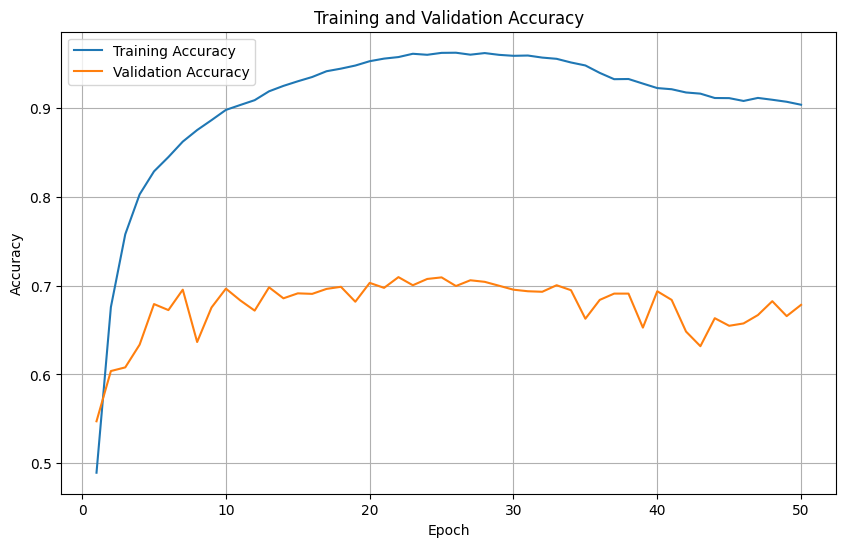 Training and Validation Accuracy
Training Accuracy
Validation Accuracy
Accuracy
0.9
0.8
0.7
0.6
0.5
0
10
20
30
40
50
Epoch